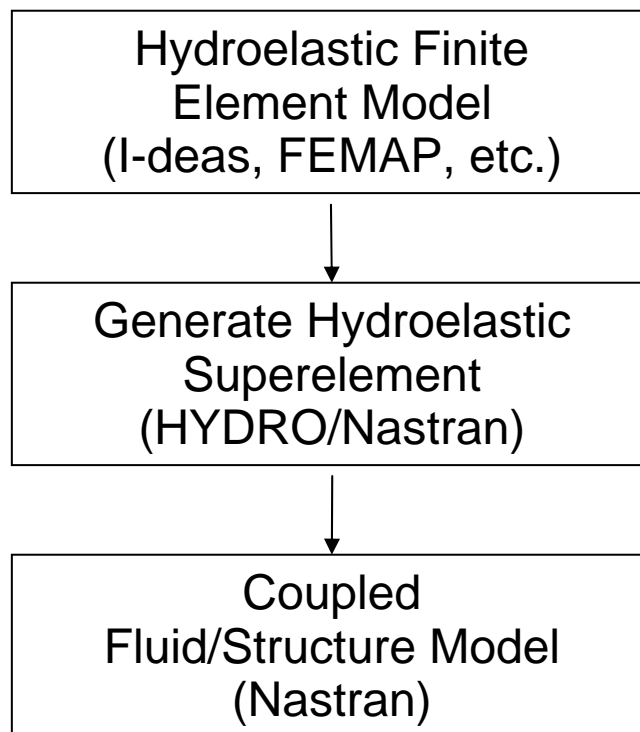 Hydroelastic Finite
Element Model
(I-deas, FEMAP, etc.)
Generate Hydroelastic
Superelement
(HYDRO/Nastran)
Coupled
Fluid/Structure Model
(Nastran)